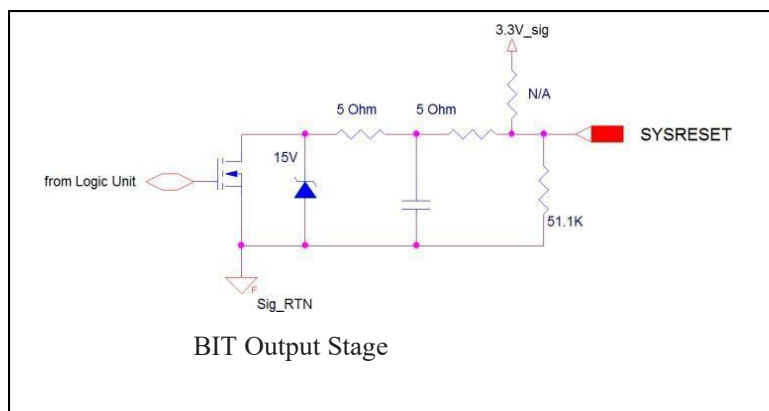 3.3V_sig
N/A
5 Ohm 5 Ohm
SYSRESET
15V
from Logic Unit
51.1K
F
Sig_RTN
BIT Output Stage